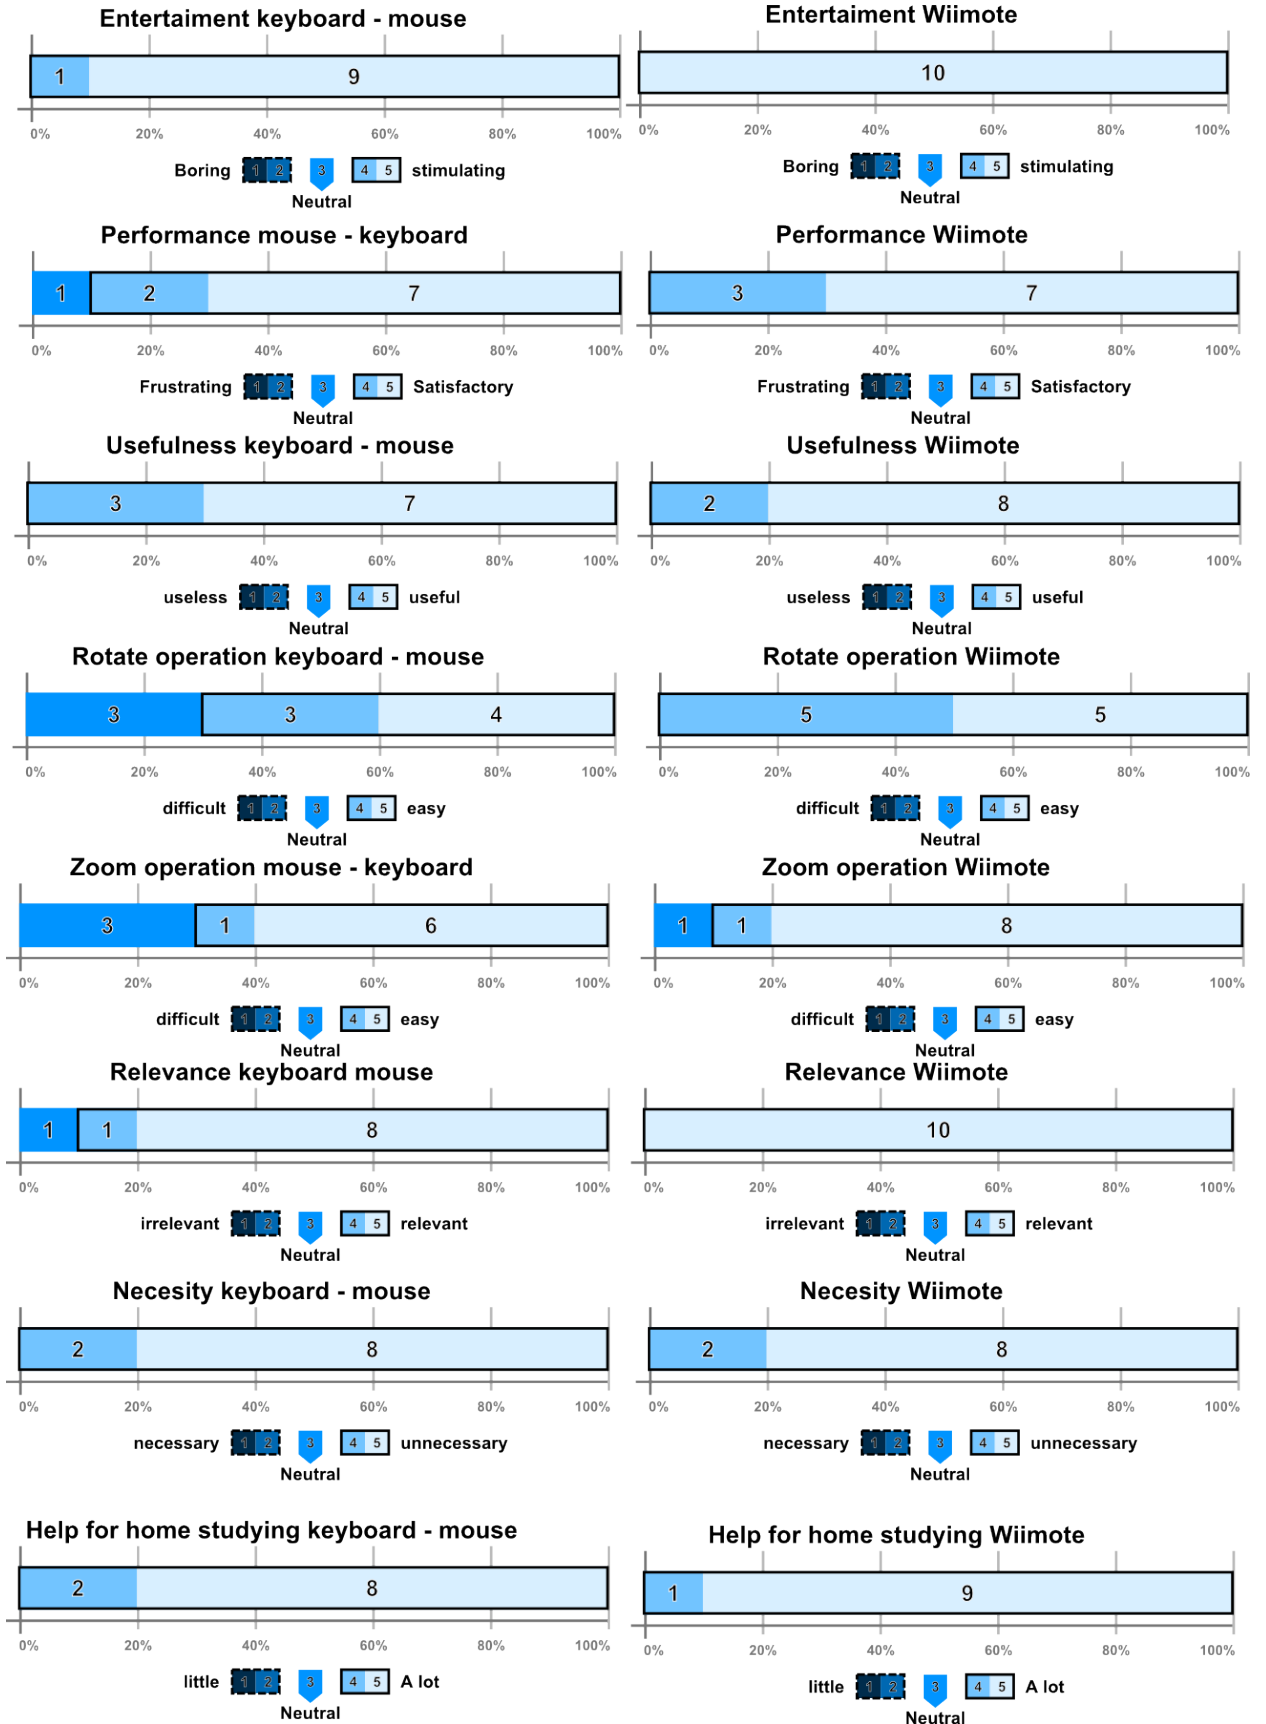 Entertaiment keyboard - mouse
1 9
0% 20% 40% 60% 80% 100%
Boring 1 2 3 4 5 stimulating
Neutral
Entertaiment Wiimote
10
0% 20% 40% 60% 80% 100%
Boring 1 2 3 4 5 stimulating
Neutral
Performance mouse - keyboard
1 2 7
0% 20% 40% 60% 80% 100%
Frustrating 1 2 3 4 5 Satisfactory
Neutral
Performance Wiimote
3 7
0% 20% 40% 60% 80% 100%
Frustrating 1 2 3 4 5 Satisfactory
Neutral
Usefulness keyboard - mouse
3 7
0% 20% 40% 60% 80% 100%
useless 1 2 3 4 5 useful
Neutral
Usefulness Wiimote
2 8
0% 20% 40% 60% 80% 100%
useless 1 2 3 4 5 useful
Neutral
Rotate operation keyboard - mouse
3 3 4
0% 20% 40% 60% 80% 100%
difficult 1 2 3 4 5 easy
Neutral
Rotate operation Wiimote
5 5
0% 20% 40% 60% 80% 100%
difficult 1 2 3 4 5 easy
Neutral
Zoom operation mouse - keyboard
3 1 6
0% 20% 40% 60% 80% 100%
difficult 1 2 3 4 5 easy
Neutral
Zoom operation Wiimote
1 1 8
0% 20% 40% 60% 80% 100%
difficult 1 2 3 4 5 easy
Neutral
Relevance keyboard mouse
1 1 8
0% 20% 40% 60% 80% 100%
irrelevant 1 2 3 4 5 relevant
Neutral
Relevance Wiimote
10
0% 20% 40% 60% 80% 100%
irrelevant 1 2 3 4 5 relevant
Neutral
Necesity keyboard - mouse
2 8
0% 20% 40% 60% 80% 100%
necessary 1 2 3 4 5 unnecessary
Neutral
Necesity Wiimote
2 8
0% 20% 40% 60% 80% 100%
necessary 1 2 3 4 5 unnecessary
Neutral
Help for home studying keyboard - mouse
2 8
0% 20% 40% 60% 80% 100%
little 1 2 3 4 5 A lot
Neutral
Help for home studying Wiimote
1 9
0% 20% 40% 60% 80% 100%
little 1 2 3 4 5 A lot
Neutral